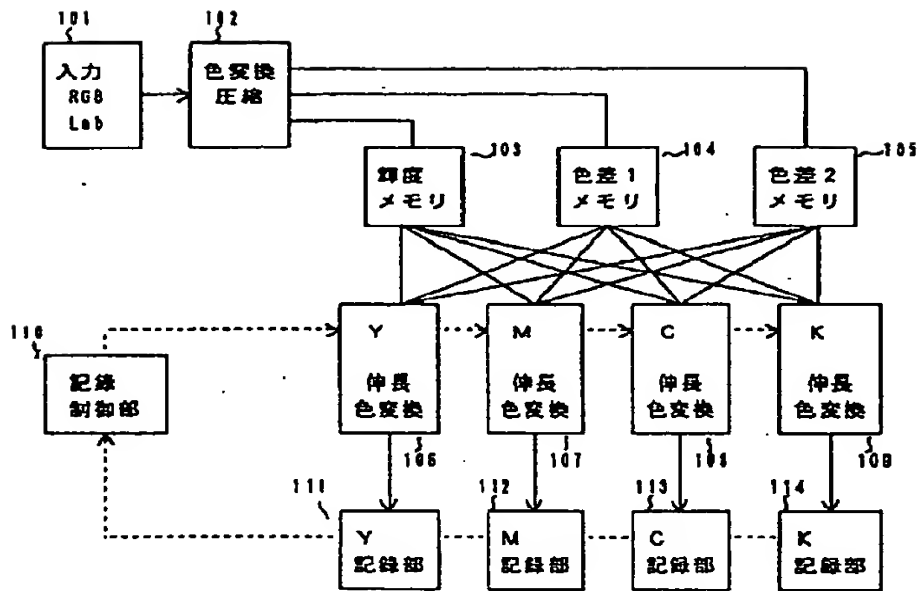 101
102
入力
RGB
Lab
色変換
圧縮
103
104
105
輝度
メモリ
色差1
メモリ
色差2
メモリ
110
記録
制御部
Y
伸長
色変換
M
伸長
色変換
C
伸長
色変換
K
伸長
色変換
106
107
108
109
111
112
113
114
Y
記録部
M
記録部
C
記録部
K
記録部